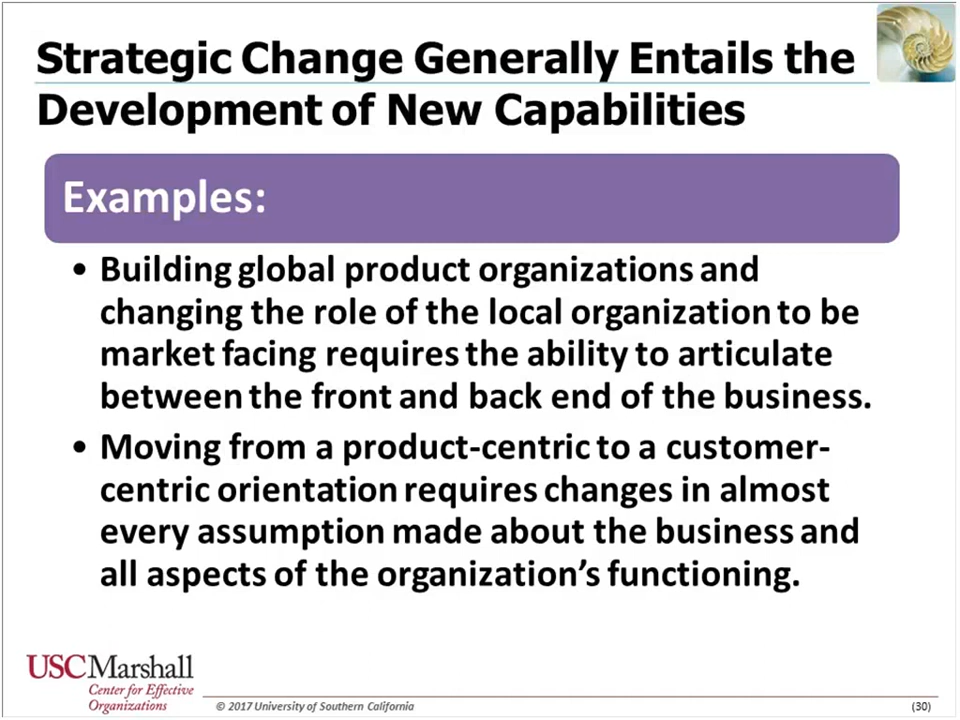 Strategic Change Generally Entails the
Development of New Capabilities
Examples:
• Building global product organizations and
changing the role of the local organization to be
market facing requires the ability to articulate
between the front and back end of the business.
• Moving from a product-centric to a customer-
centric orientation requires changes in almost
every assumption made about the business and
all aspects of the organization’s functioning.
USCMarshall
Center for Effective
Organizations
© 2017 University of Southern California
(30)